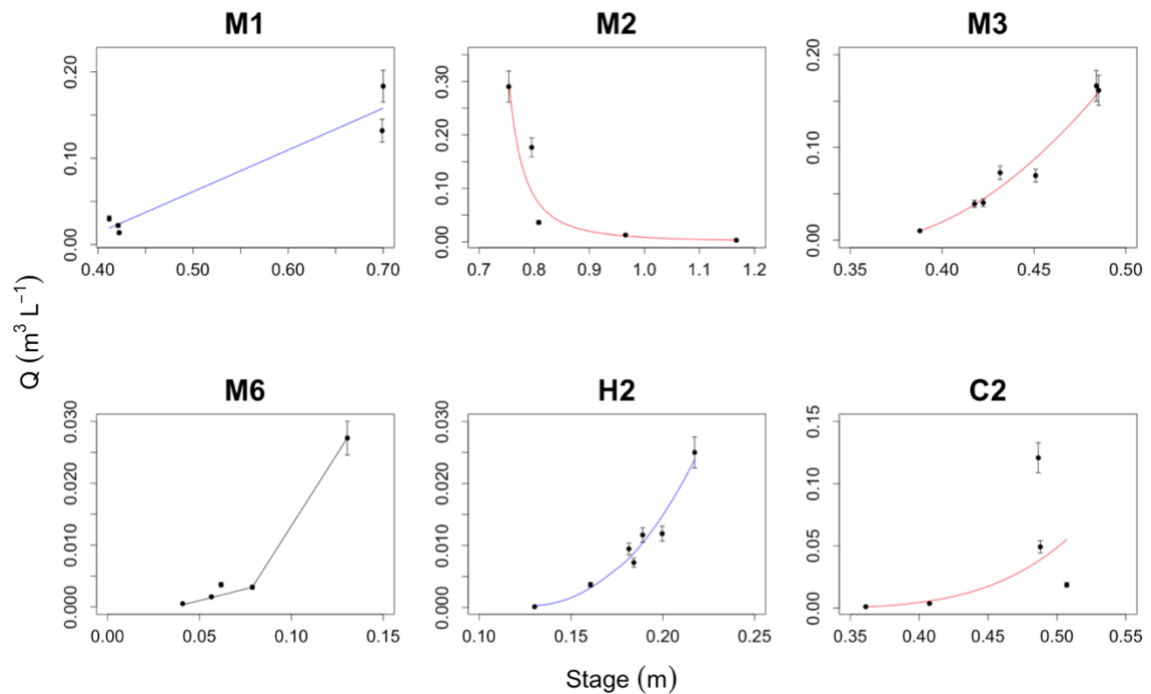 M1
0.00 0.10 0.20
0.40 0.50 0.60 0.70
M2
0.00 0.10 0.20 0.30
0.7 0.8 0.9 1.0 1.1 1.2
M3
0.00 0.10 0.20
0.35 0.40 0.45 0.50
Q (m³ L⁻¹)
M6
0.000 0.010 0.020 0.030
0.00 0.05 0.10 0.15
H2
0.000 0.010 0.020 0.030
0.10 0.15 0.20 0.25
C2
0.00 0.05 0.10 0.15
0.35 0.40 0.45 0.50 0.55
Stage (m)